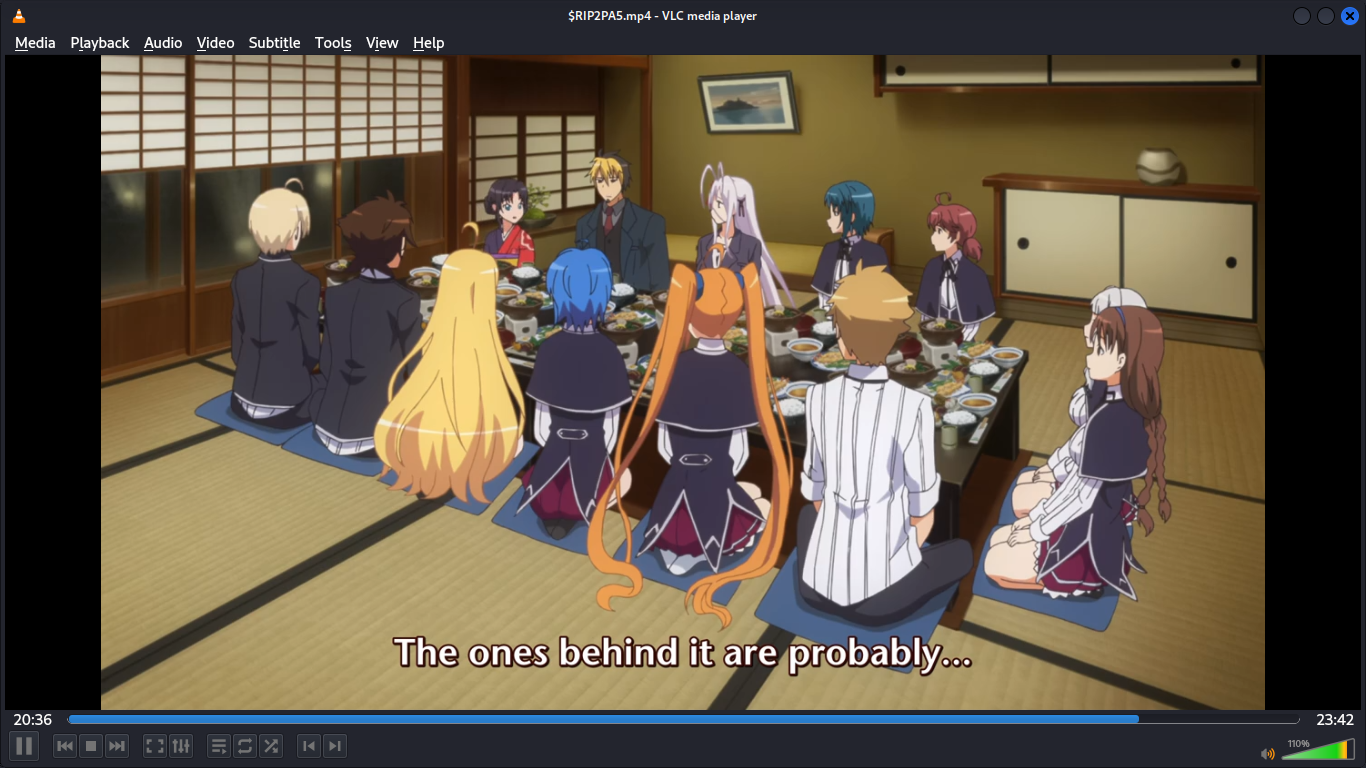 $RIP2PA5.mp4 - VLC media player
Media Playback Audio Video Subtitle Tools View Help
The ones behind it are probably...
20:36 23:42
110%